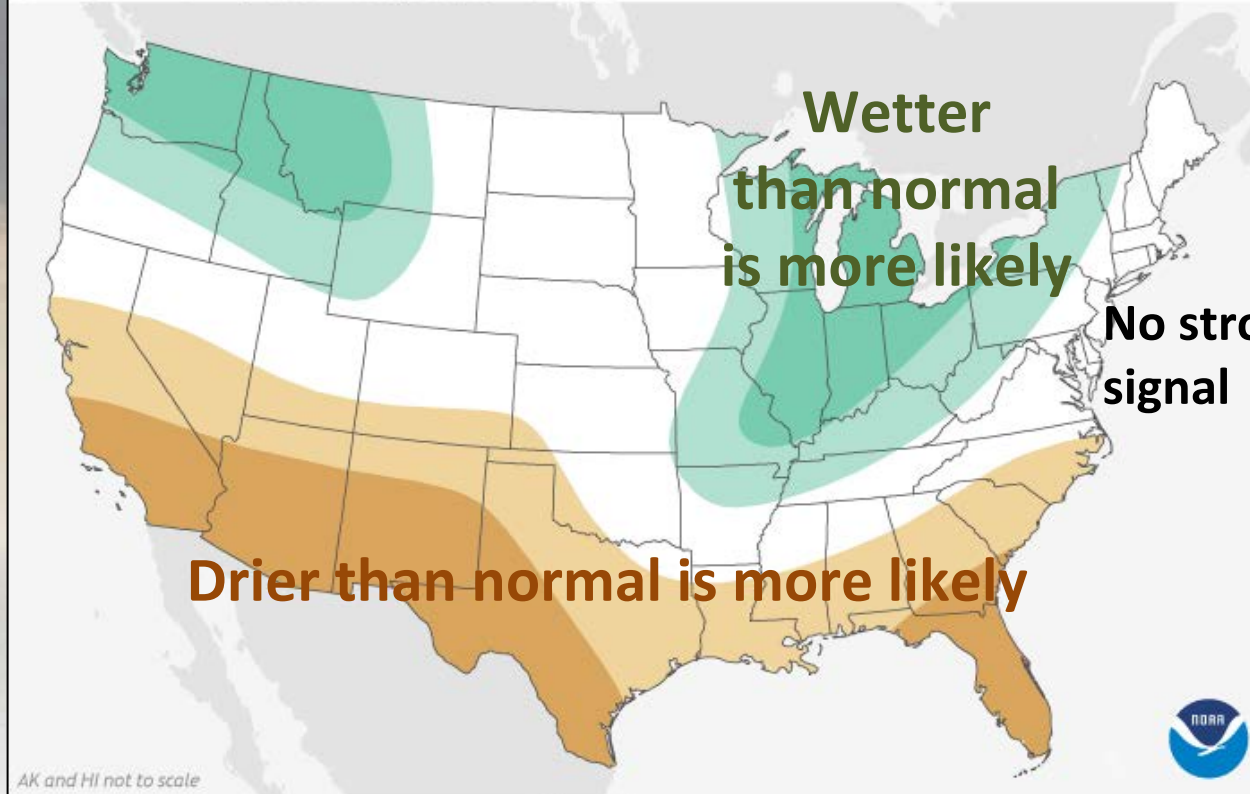 Wetter
than normal
is more likely
No stro
signal
Drier than normal is more likely
NOAA
AK and HI not to scale